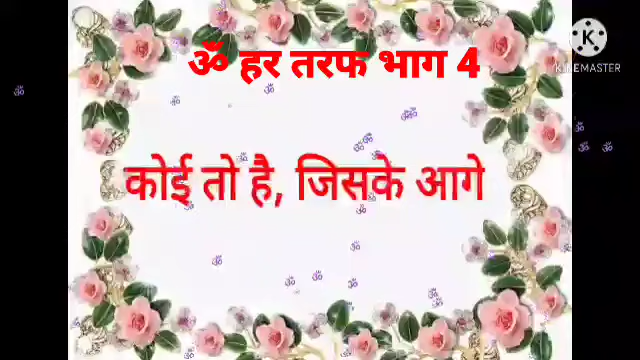 ॐ हर तरफ भाग 4
KINEMASTER
कोई तो है, जिसके आगे